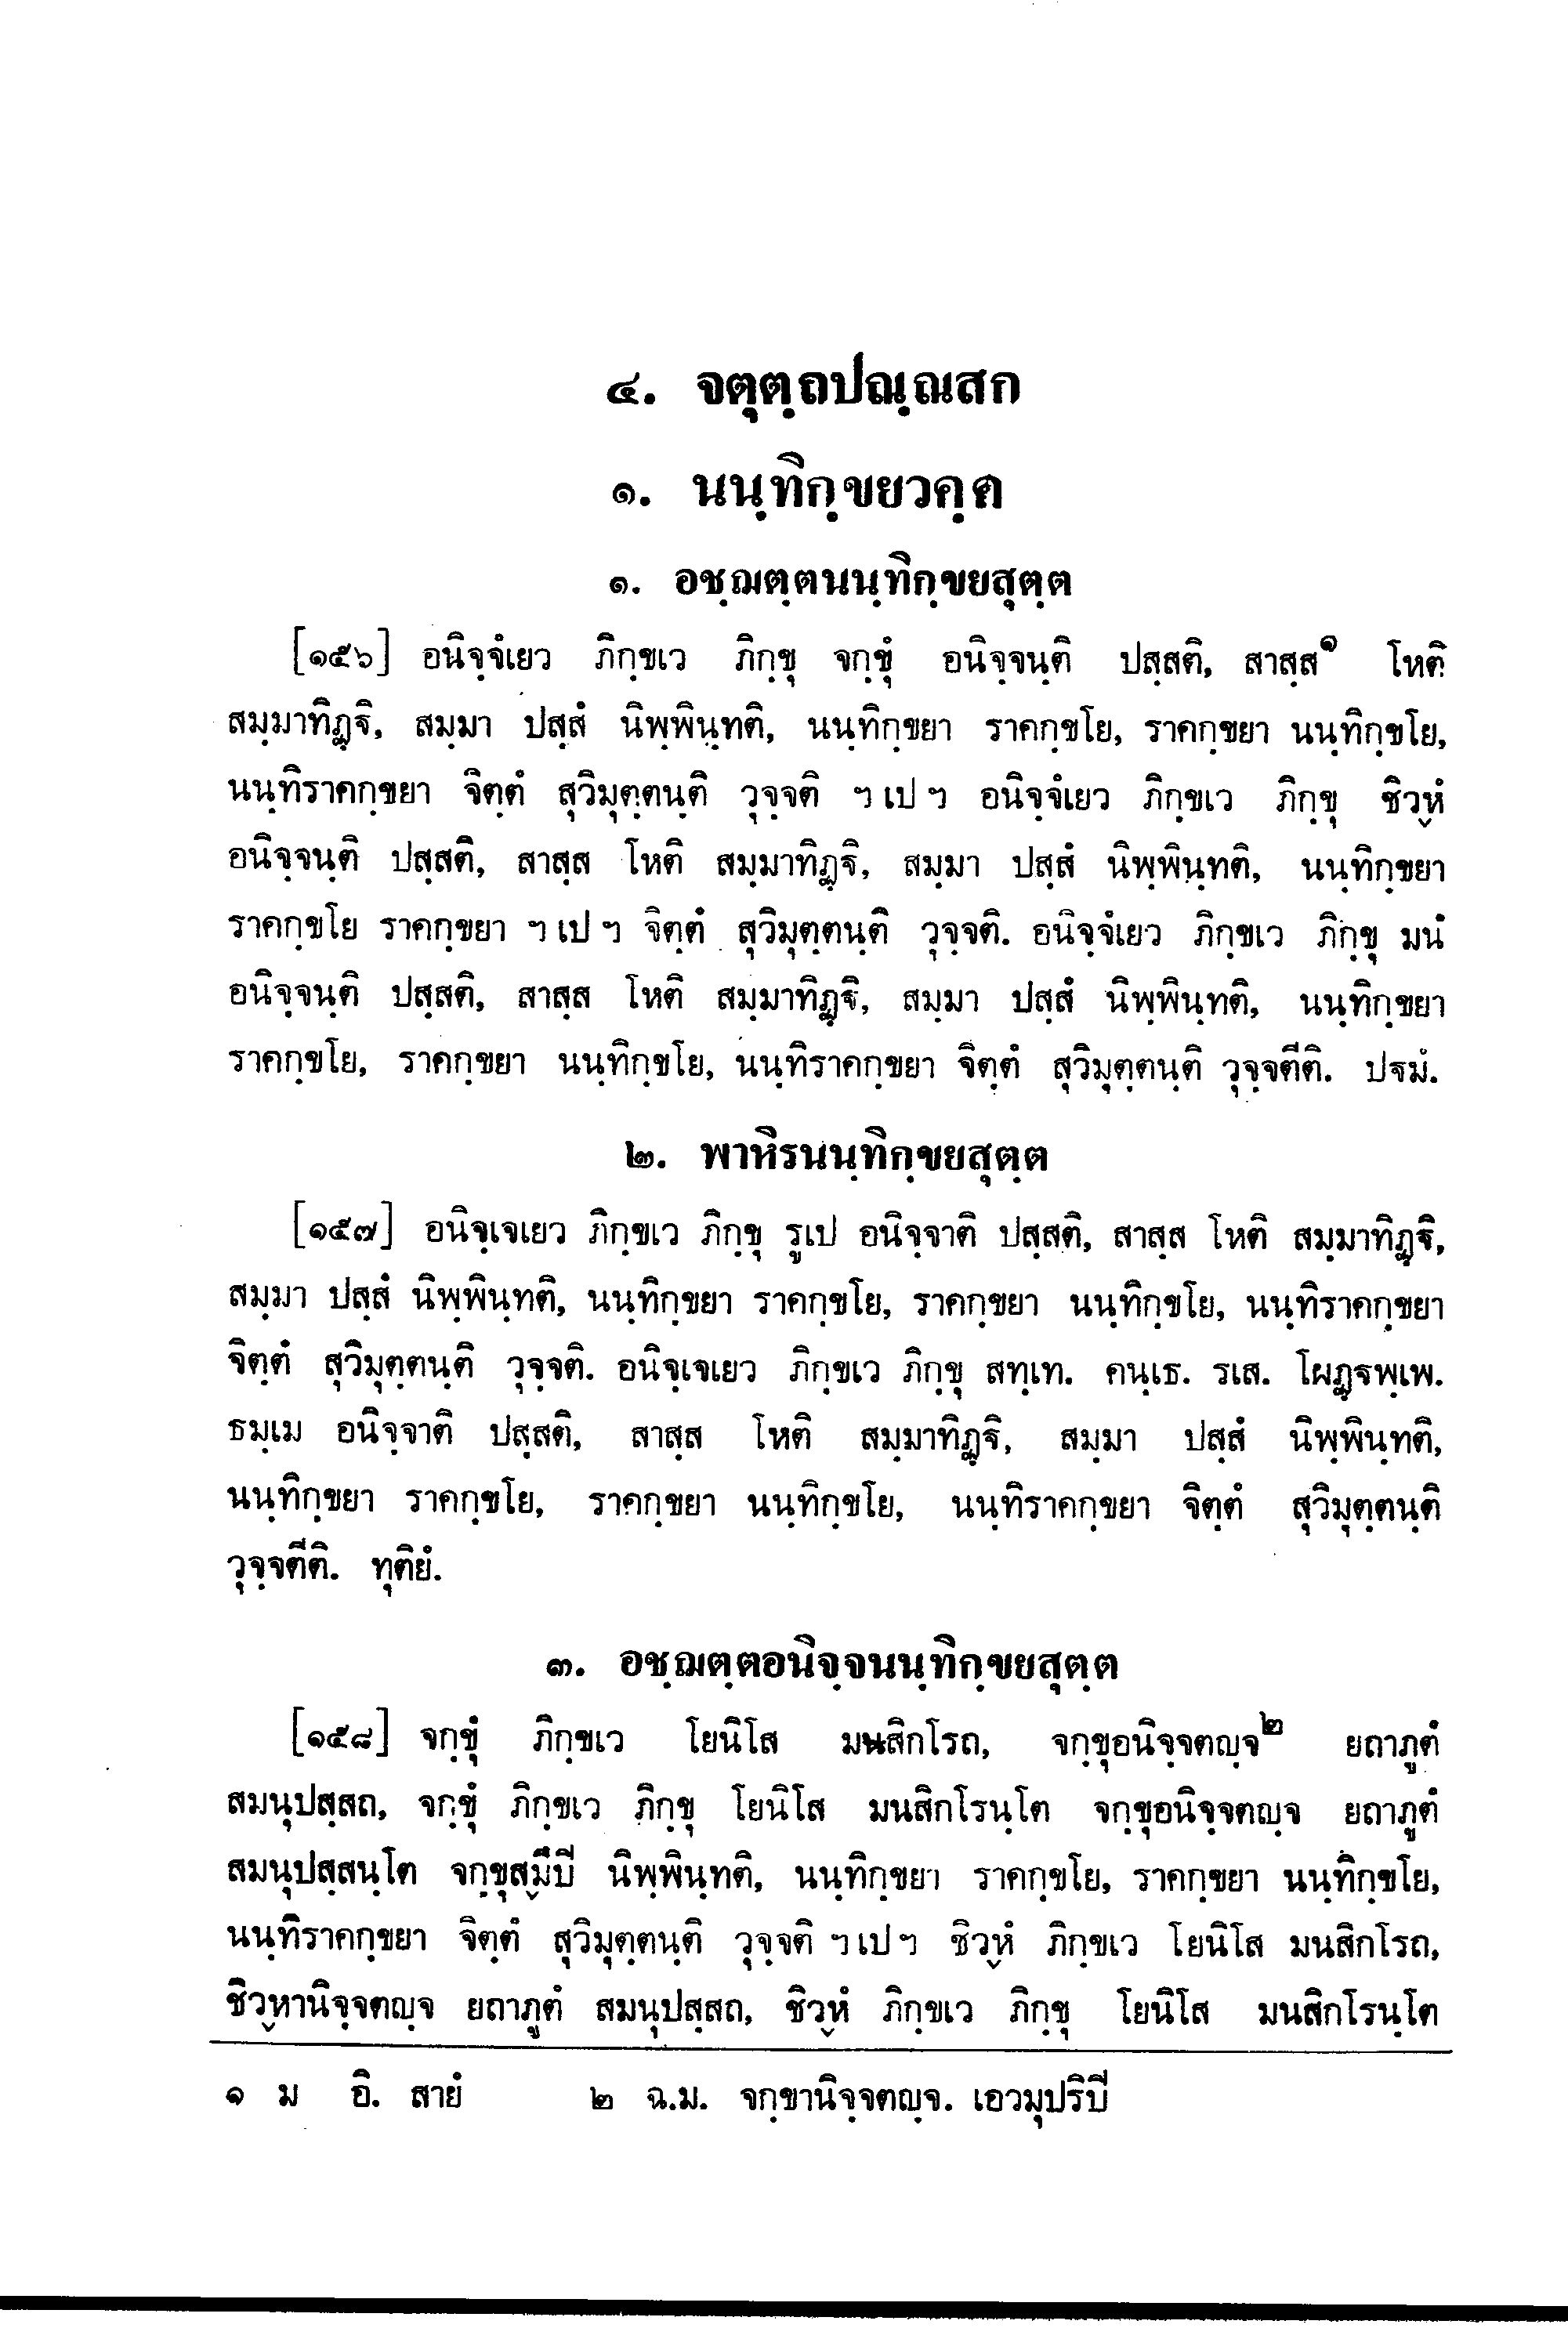 ๔. จตุตฺถปณฺณสก
๑. นนฺทิกฺขยวคฺค
๑. อชฺฌตฺตนนฺทิกฺขยสุตฺต
[๑๕๖] อนิจฺจํเยว ภิกฺขเว ภิกฺขุ จกฺขุํ อนิจฺจนฺติ ปสฺสติ, สาสฺส๑ โหติ
สมฺมาทิฏฺฐิ, สมฺมา ปสฺสํ นิพฺพินฺทติ, นนฺทิกฺขยา ราคกฺขโย, ราคกฺขยา นนฺทิกฺขโย,
นนฺทิราคกฺขยา จิตฺตํ สุวิมุตฺตนฺติ วุจฺจติ ฯ เป ฯ อนิจฺจํเยว ภิกฺขเว ภิกฺขุ ชิวฺหํ
อนิจฺจนฺติ ปสฺสติ, สาสฺส โหติ สมฺมาทิฏฺฐิ, สมฺมา ปสฺสํ นิพฺพินฺทติ, นนฺทิกฺขยา
ราคกฺขโย ราคกฺขยา ฯ เป ฯ จิตฺตํ สุวิมุตฺตนฺติ วุจฺจติ. อนิจฺจํเยว ภิกฺขเว ภิกฺขุ มนํ
อนิจฺจนฺติ ปสฺสติ, สาสฺส โหติ สมฺมาทิฏฺฐิ, สมฺมา ปสฺสํ นิพฺพินฺทติ, นนฺทิกฺขยา
ราคกฺขโย, ราคกฺขยา นนฺทิกฺขโย, นนฺทิราคกฺขยา จิตฺตํ สุวิมุตฺตนฺติ วุจฺจตีติ. ปฐมํ.
๒. พาหิรนนฺทิกฺขยสุตฺต
[๑๕๗] อนิจฺเจเยว ภิกฺขเว ภิกฺขุ รูเป อนิจฺจาติ ปสฺสติ, สาสฺส โหติ สมฺมาทิฏฺฐิ,
สมฺมา ปสฺสํ นิพฺพินฺทติ, นนฺทิกฺขยา ราคกฺขโย, ราคกฺขยา นนฺทิกฺขโย, นนฺทิราคกฺขยา
จิตฺตํ สุวิมุตฺตนฺติ วุจฺจติ. อนิจฺเจเยว ภิกฺขเว ภิกฺขุ สทฺเท. คนฺเธ. รเส. โผฏฺฐพฺเพ.
ธมฺเม อนิจฺจาติ ปสฺสติ, สาสฺส โหติ สมฺมาทิฏฺฐิ, สมฺมา ปสฺสํ นิพฺพินฺทติ,
นนฺทิกฺขยา ราคกฺขโย, ราคกฺขยา นนฺทิกฺขโย, นนฺทิราคกฺขยา จิตฺตํ สุวิมุตฺตนฺติ
วุจฺจตีติ. ทุติยํ.
๓. อชฺฌตฺตอนิจฺจนนฺทิกฺขยสุตฺต
[๑๕๘] จกฺขุํ ภิกฺขเว โยนิโส มนสิกโรถ, จกฺขุอนิจฺจตญฺจ๒ ยถาภูตํ
สมนุปสฺสถ, จกฺขุํ ภิกฺขเว ภิกฺขุ โยนิโส มนสิกโรนฺโต จกฺขุอนิจฺจตญฺจ ยถาภูตํ
สมนุปสฺสนฺโต จกฺขุสฺมึปิ นิพฺพินฺทติ, นนฺทิกฺขยา ราคกฺขโย, ราคกฺขยา นนฺทิกฺขโย,
นนฺทิราคกฺขยา จิตฺตํ สุวิมุตฺตนฺติ วุจฺจติ ฯ เป ฯ ชิวฺหํ ภิกฺขเว โยนิโส มนสิกโรถ,
ชิวฺหานิจฺจตญฺจ ยถาภูตํ สมนุปสฺสถ, ชิวฺหํ ภิกฺขเว ภิกฺขุ โยนิโส มนสิกโรนฺโต
๑ ม อิ. สายํ ๒ ฉ.ม. จกฺขานิจฺจตญฺจ. เอวมุปริปิ